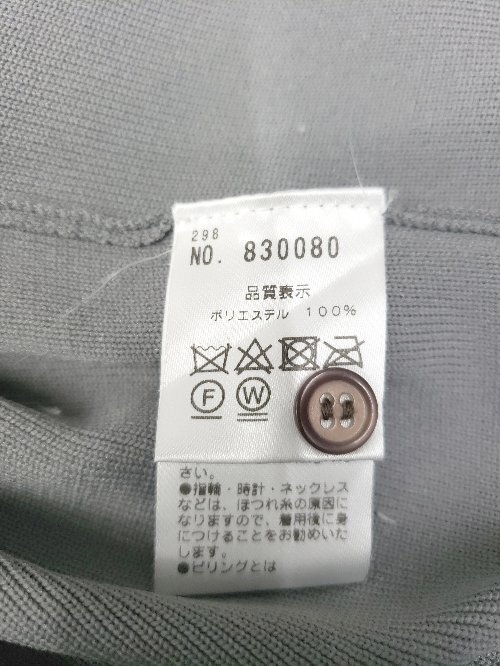 298
NO. 830080
品質表示
ポリエステル 100%
F W
さい。
●指輪・時計・ネックレス
などは、ほつれ糸の原因に
なりますので、着用後に身
につけることをお勧めいた
します。
●ピリングとは